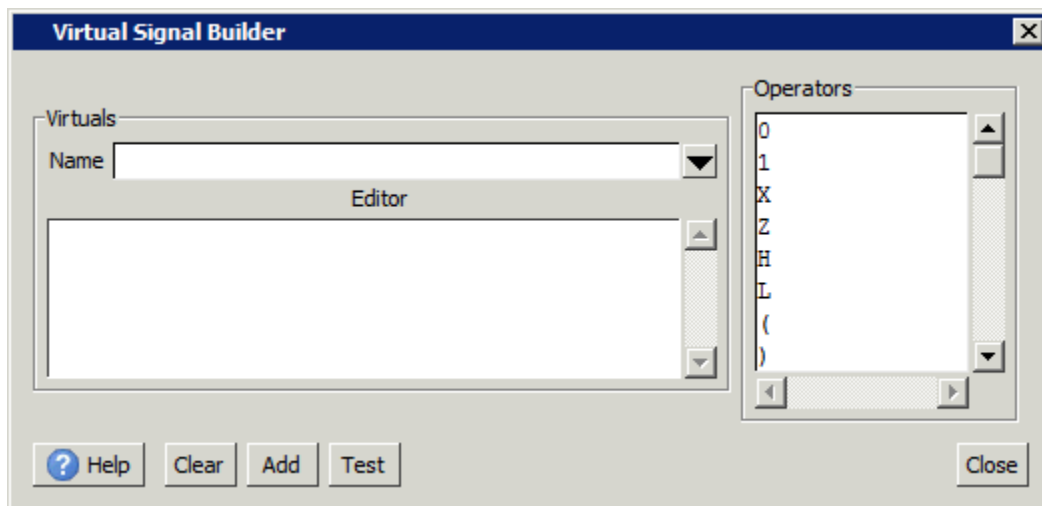 Virtual Signal Builder
Virtuals
Name
Editor
Operators
0
1
X
Z
H
L
(
)
Help
Clear
Add
Test
Close